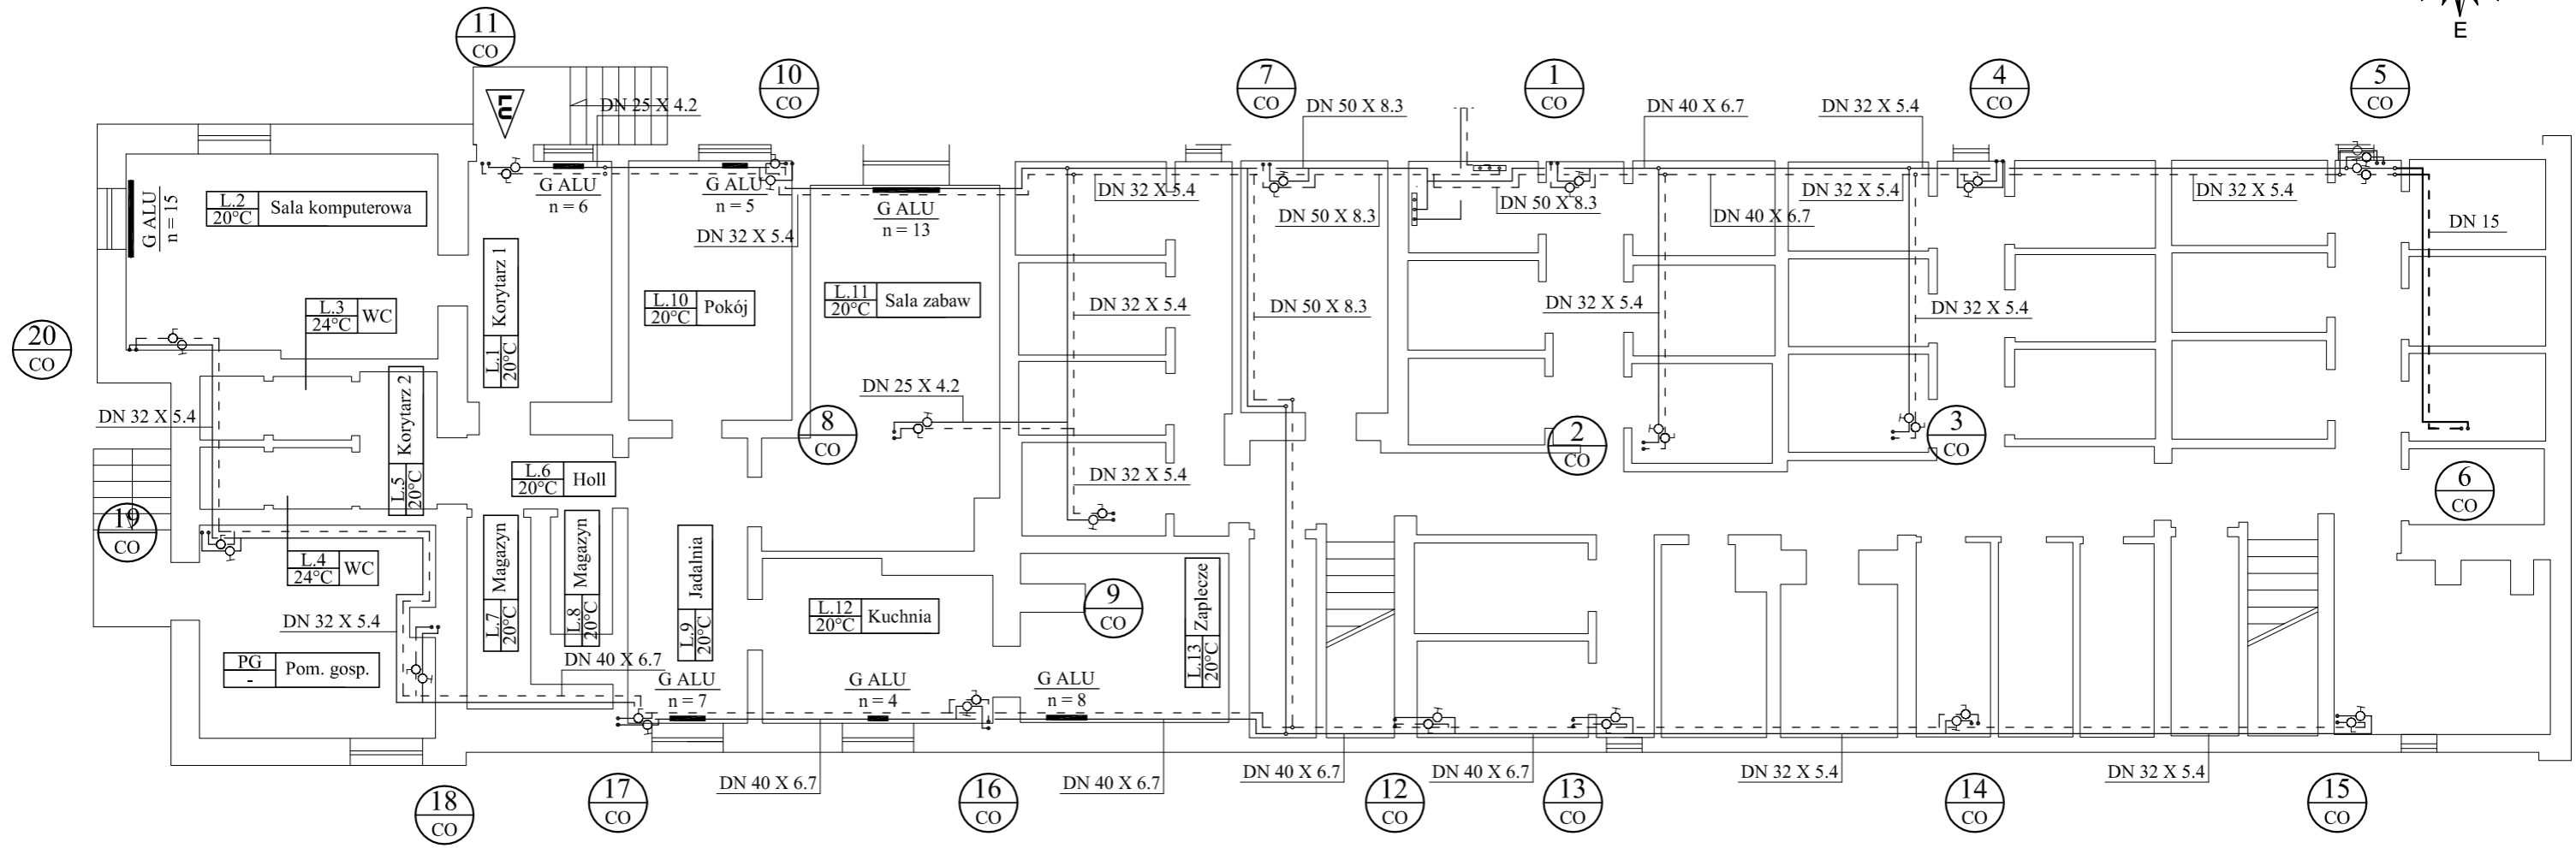 E
11
CO
10
CO
7
CO
1
CO
4
CO
5
CO
DN 25 X 4.2
DN 50 X 8.3
DN 40 X 6.7
DN 32 X 5.4
LU
G ALU
n = 15
L.2
20°C
Sala komputerowa
G ALU
n = 6
G ALU
n = 5
G ALU
n = 13
DN 32 X 5.4
DN 32 X 5.4
DN 50 X 8.3
DN 50 X 8.3
DN 40 X 6.7
DN 32 X 5.4
DN 32 X 5.4
DN 15
L.1
20°C
Korytarz 1
L.3
24°C
WC
L.10
20°C
Pokój
L.11
20°C
Sala zabaw
DN 32 X 5.4
DN 50 X 8.3
DN 32 X 5.4
DN 32 X 5.4
20
CO
DN 32 X 5.4
L.5
20°C
Korytarz 2
DN 25 X 4.2
8
CO
2
CO
3
CO
L.6
20°C
Holl
DN 32 X 5.4
6
CO
19
CO
L.4
24°C
WC
L.7
20°C
Magazyn
L.8
20°C
Magazyn
L.9
20°C
Jadalnia
L.12
20°C
Kuchnia
9
CO
L.13
20°C
Zaplecze
DN 32 X 5.4
PG
-
Pom. gosp.
DN 40 X 6.7
G ALU
n = 7
G ALU
n = 4
G ALU
n = 8
DN 40 X 6.7
DN 40 X 6.7
DN 40 X 6.7
DN 40 X 6.7
DN 32 X 5.4
DN 32 X 5.4
18
CO
17
CO
16
CO
12
CO
13
CO
14
CO
15
CO